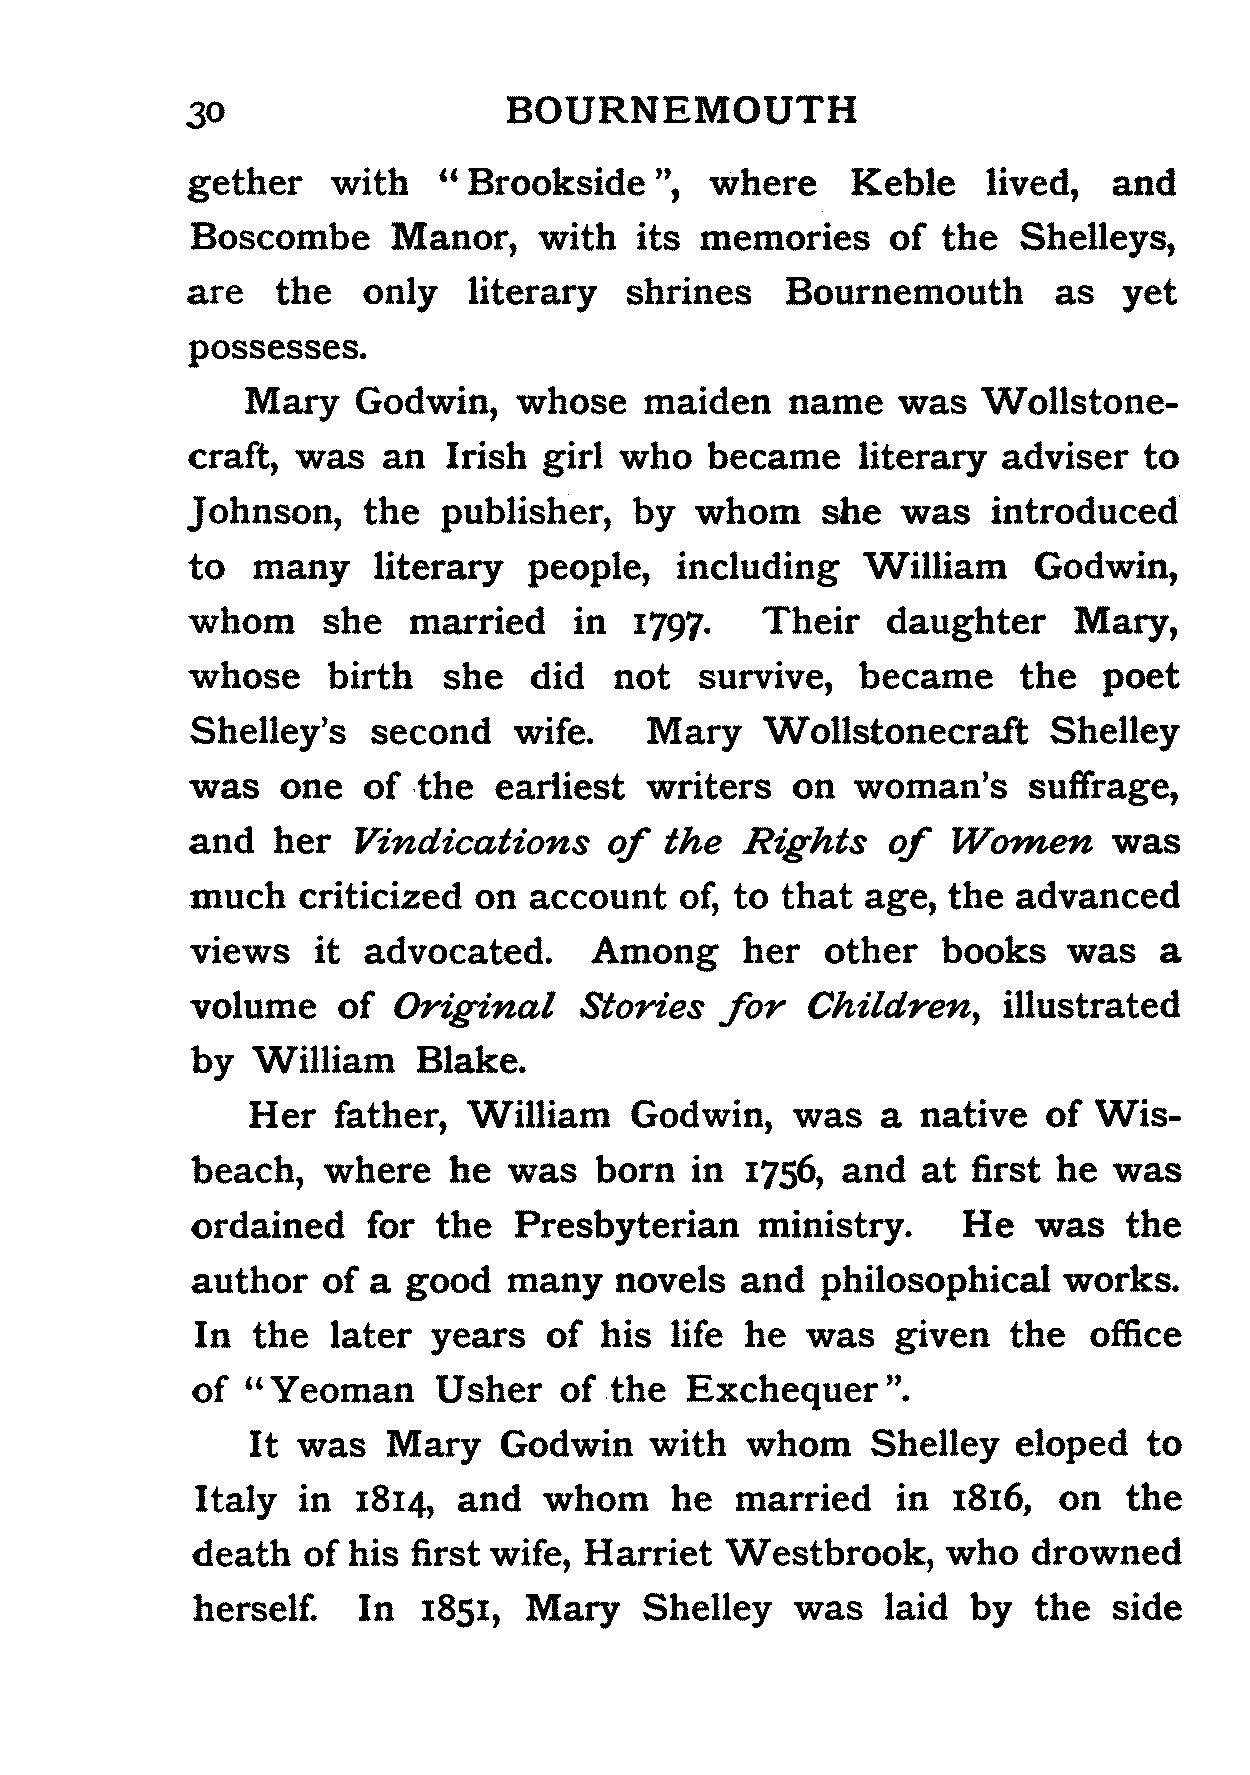 30 BOURNEMOUTH
gether with “Brookside”, where Keble lived, and
Boscombe Manor, with its memories of the Shelleys,
are the only literary shrines Bournemouth as yet
possesses.
Mary Godwin, whose maiden name was Wollstone-
craft, was an Irish girl who became literary adviser to
Johnson, the publisher, by whom she was introduced
to many literary people, including William Godwin,
whom she married in 1797. Their daughter Mary,
whose birth she did not survive, became the poet
Shelley's second wife. Mary Wollstonecraft Shelley
was one of the earliest writers on woman's suffrage,
and her Vindications of the Rights of Women was
much criticized on account of, to that age, the advanced
views it advocated. Among her other books was a
volume of Original Stories for Children, illustrated
by William Blake.
Her father, William Godwin, was a native of Wis-
beach, where he was born in 1756, and at first he was
ordained for the Presbyterian ministry. He was the
author of a good many novels and philosophical works.
In the later years of his life he was given the office
of “Yeoman Usher of the Exchequer”.
It was Mary Godwin with whom Shelley eloped to
Italy in 1814, and whom he married in 1816, on the
death of his first wife, Harriet Westbrook, who drowned
herself. In 1851, Mary Shelley was laid by the side